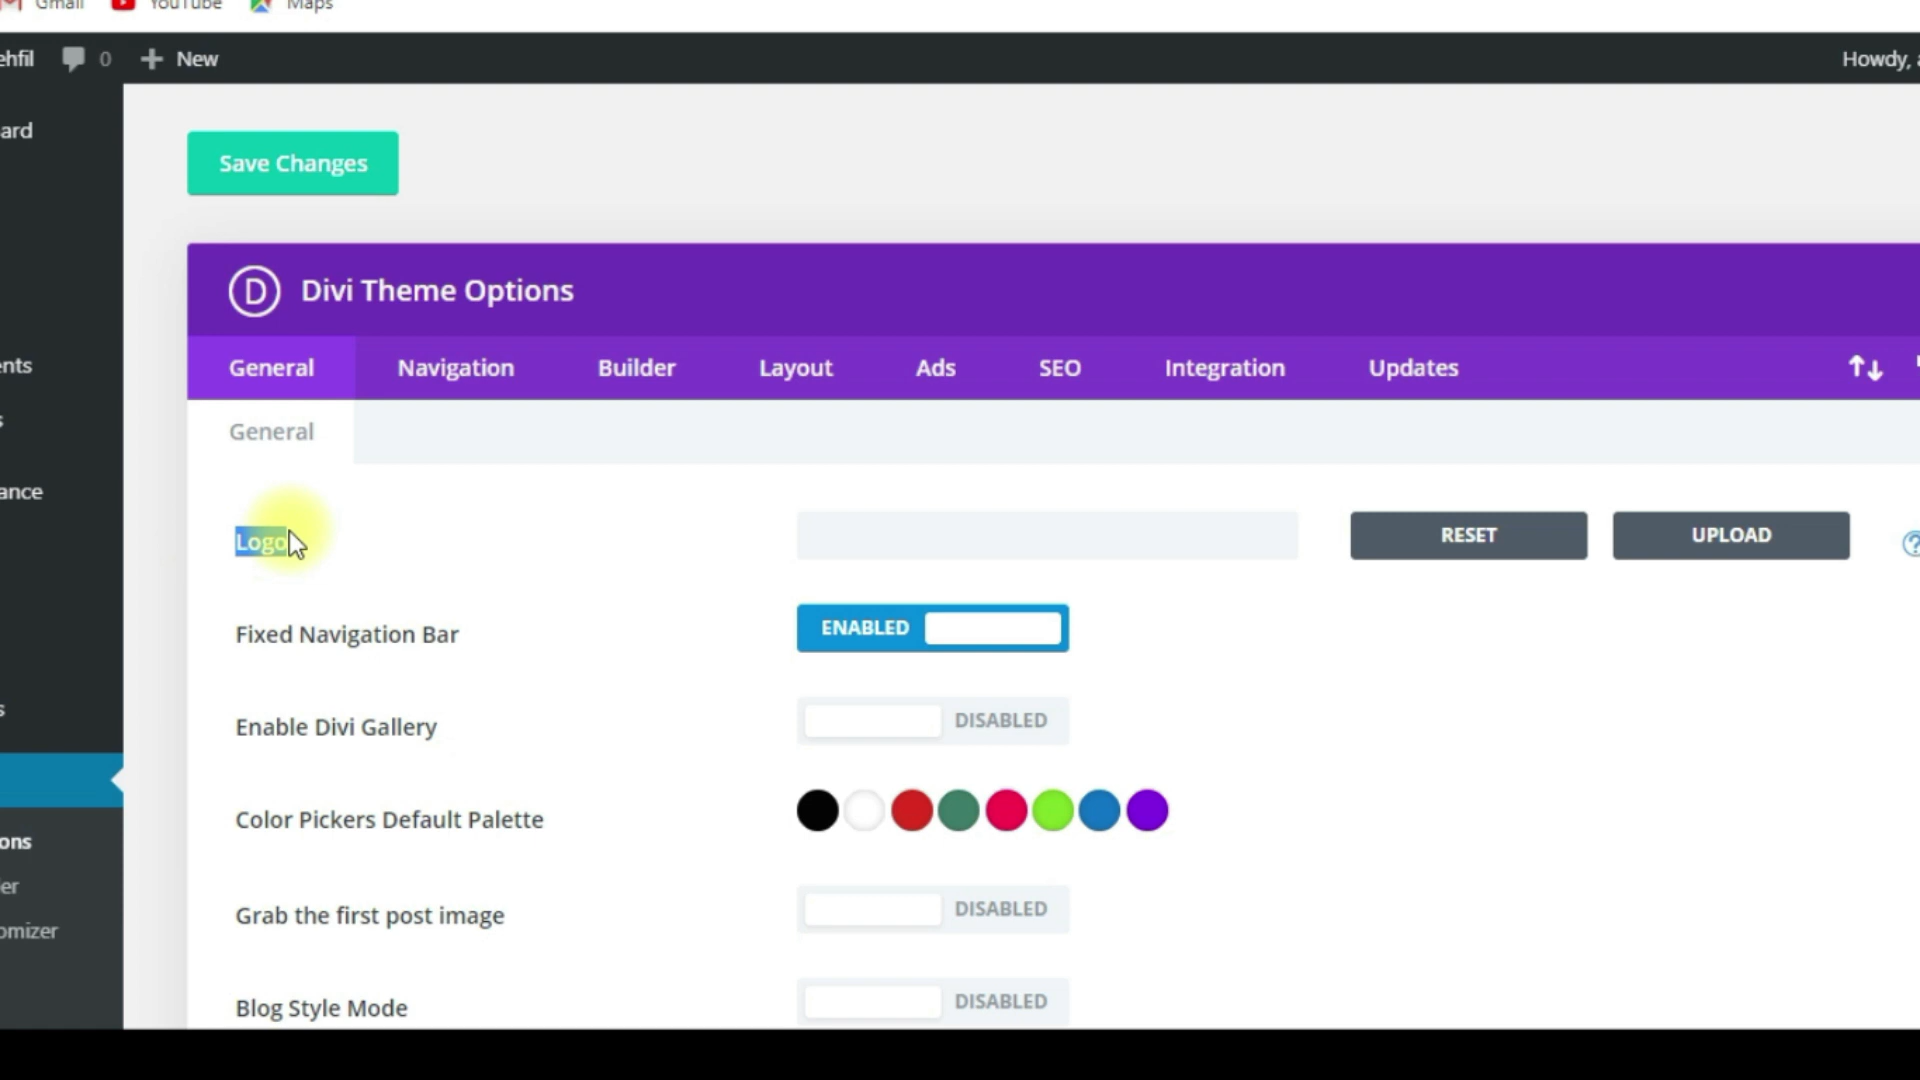 Gmail YouTube Maps
ehfil 0 New Howdy, a
ard
Save Changes
D Divi Theme Options
ents
General Navigation Builder Layout Ads SEO Integration Updates
s
General
ance
Logo RESET UPLOAD ?
Fixed Navigation Bar ENABLED
Enable Divi Gallery DISABLED
s
Color Pickers Default Palette
ons
er
Grab the first post image DISABLED
omizer
Blog Style Mode DISABLED